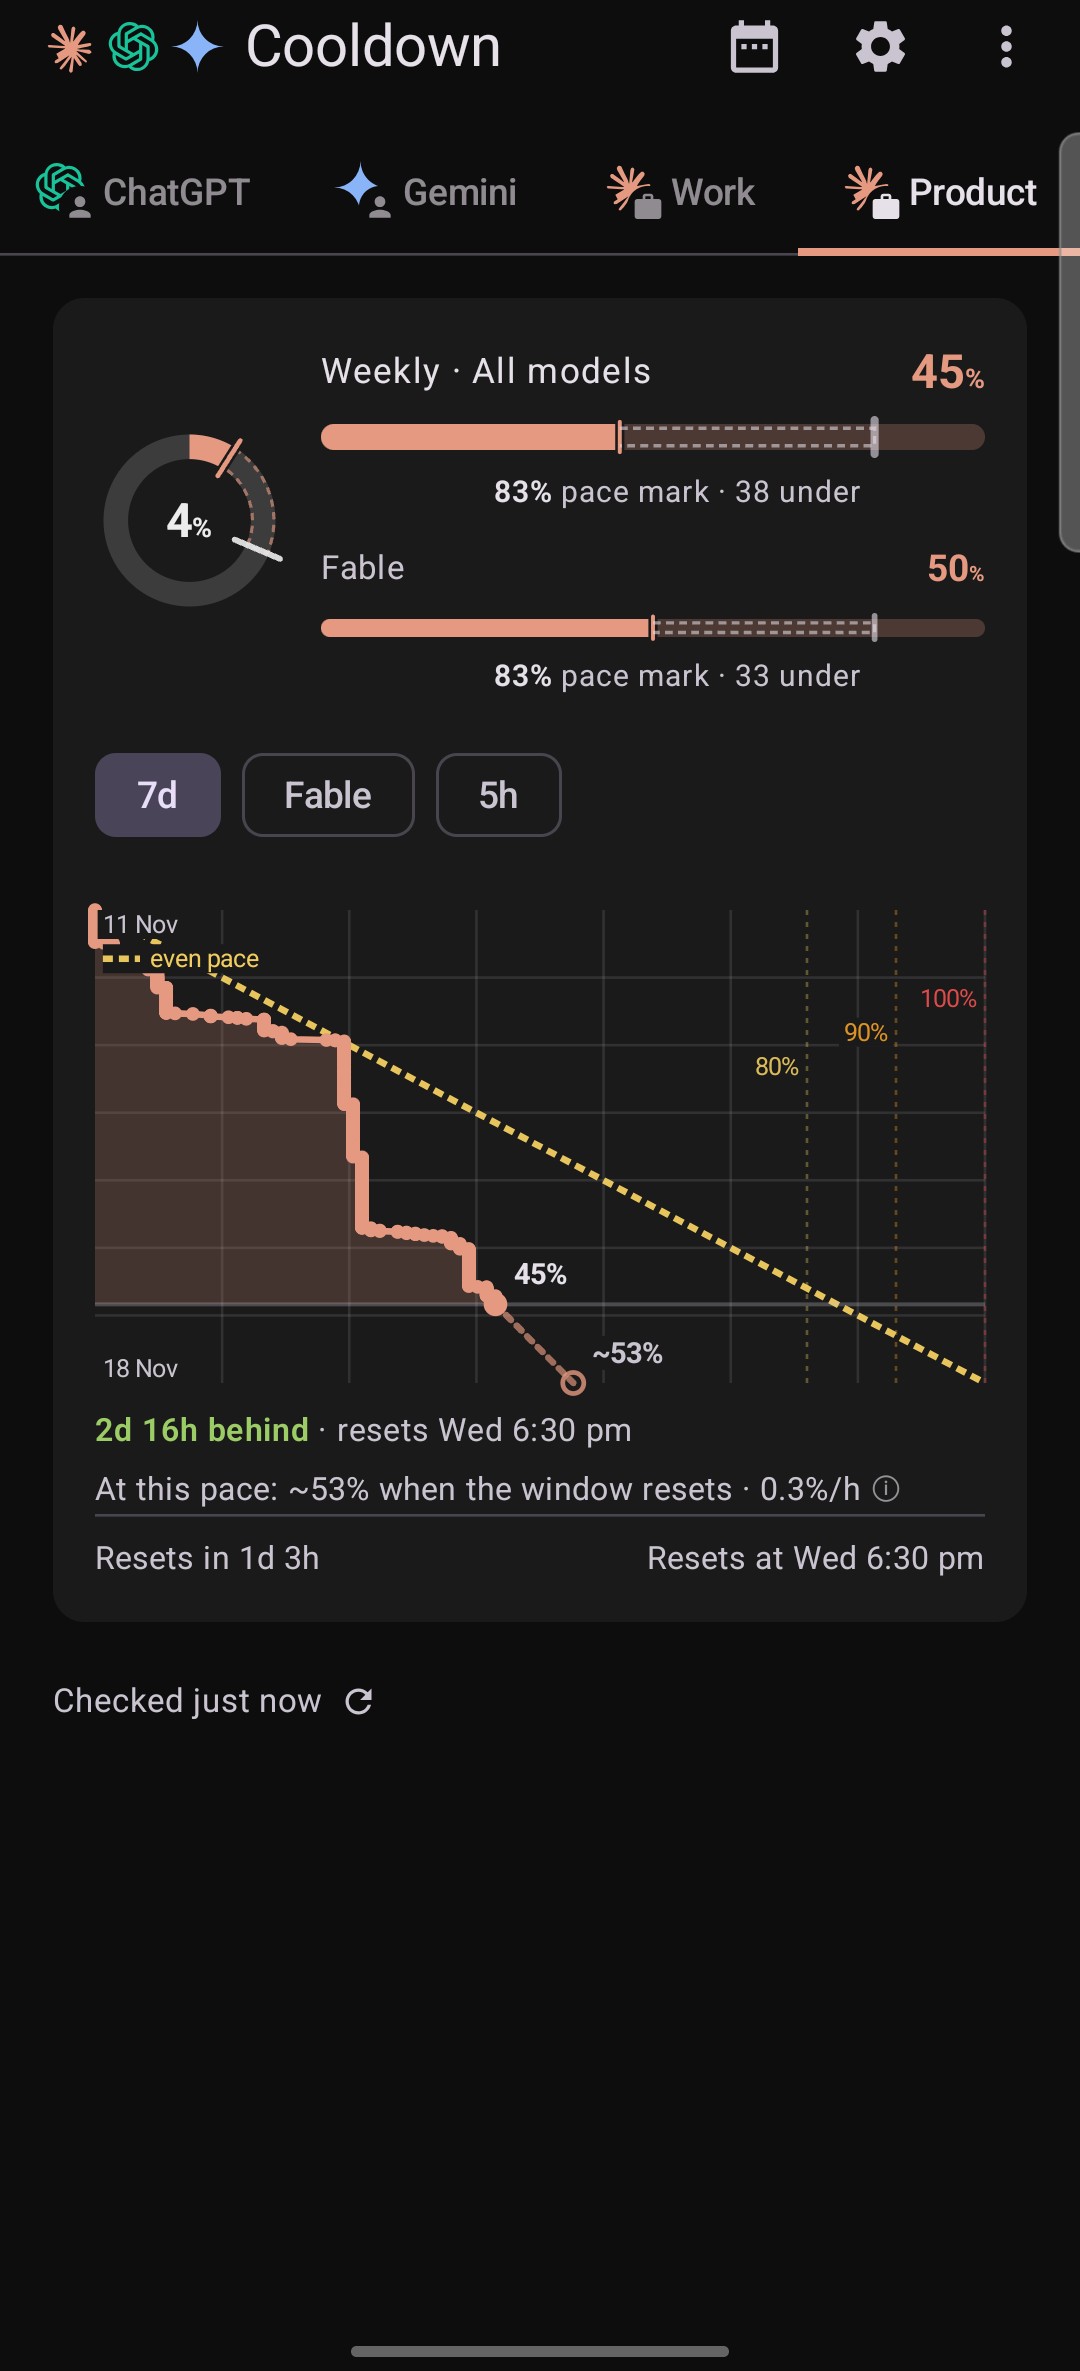 Cooldown
ChatGPT Gemini Work Product
Weekly · All models 45%
83% pace mark · 38 under
4%
Fable 50%
83% pace mark · 33 under
7d Fable 5h
11 Nov
even pace
100%
90%
80%
45%
~53%
18 Nov
2d 16h behind · resets Wed 6:30 pm
At this pace: ~53% when the window resets · 0.3%/h
Resets in 1d 3h Resets at Wed 6:30 pm
Checked just now